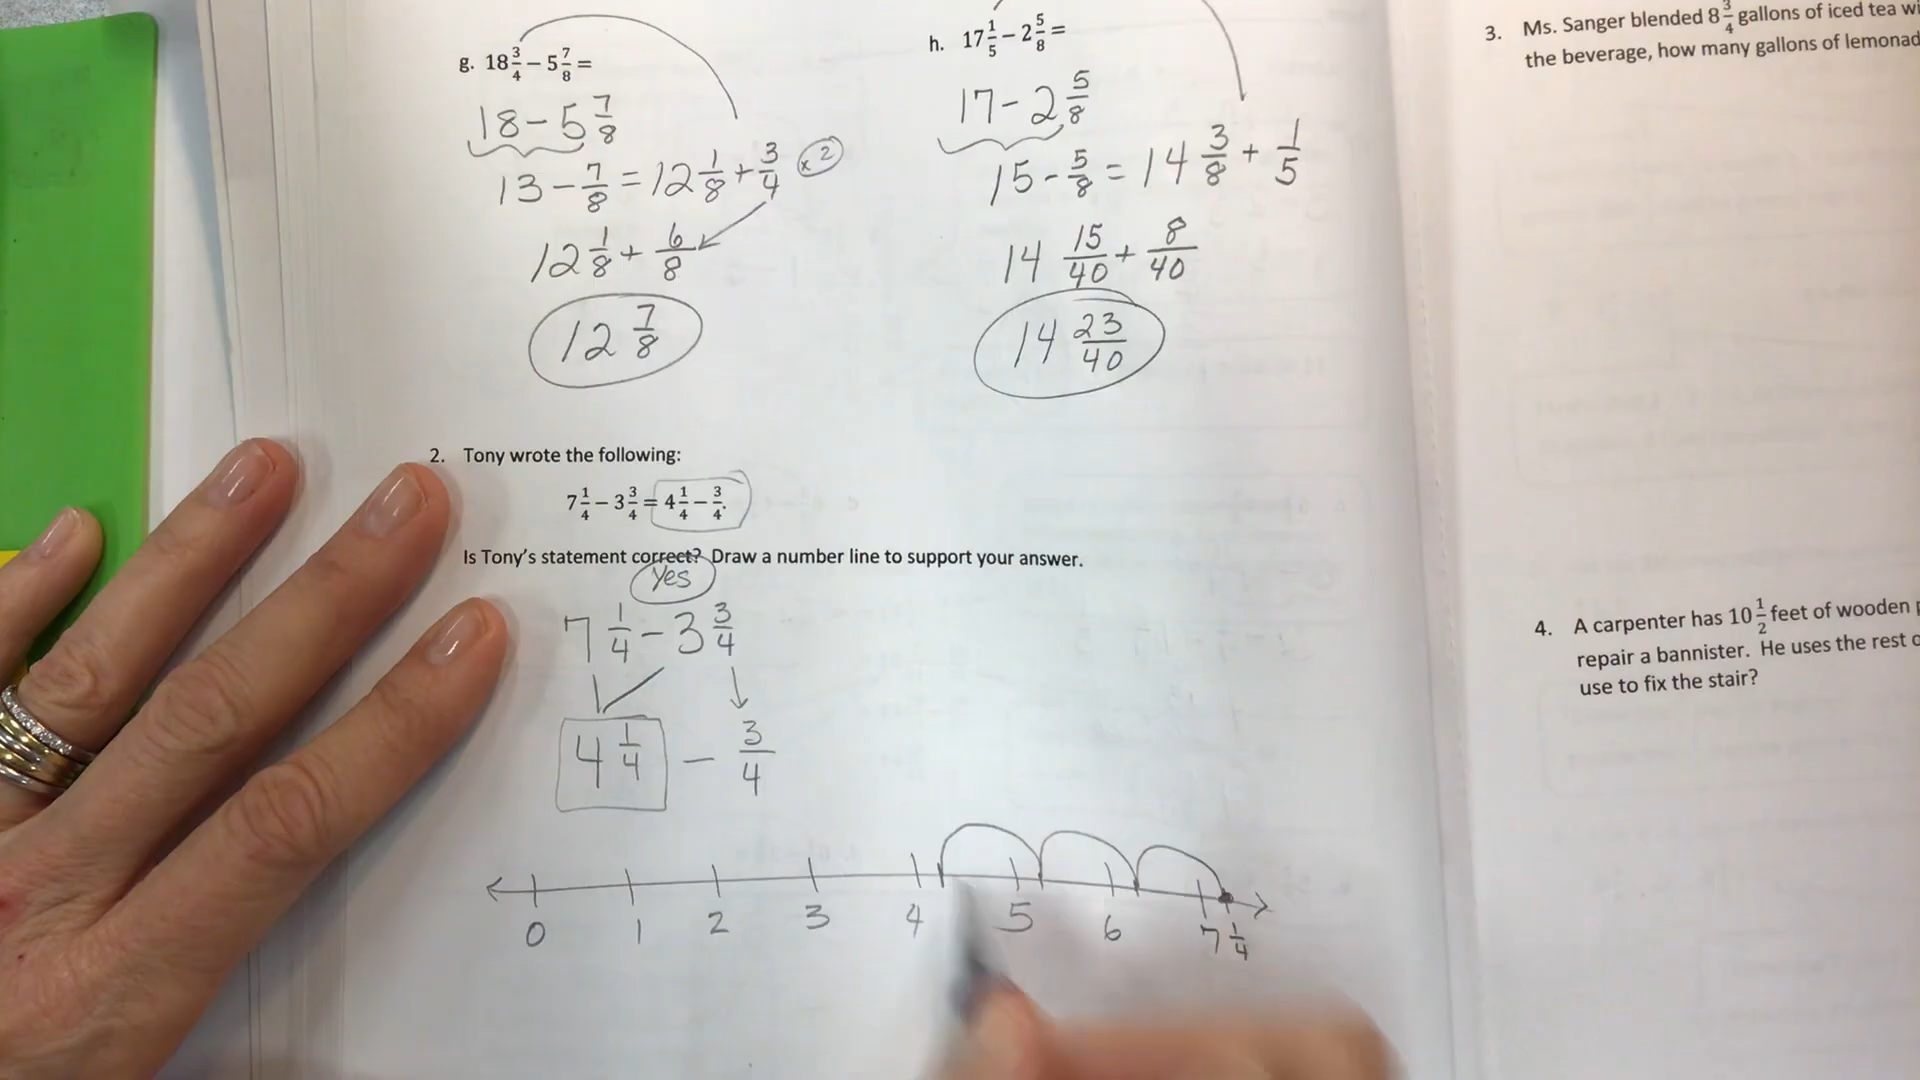 g. 18 3/4 − 5 7/8 =
18 − 5 7/8
13 − 7/8 = 12 1/8 + 3/4 x2
12 1/8 + 6/8
12 7/8
h. 17 1/5 − 2 5/8 =
17 − 2 5/8
15 − 5/8 = 14 3/8 + 1/5
14 15/40 + 8/40
14 23/40
2. Tony wrote the following:
7 1/4 − 3 3/4 = 4 1/4 − 3/4.
Is Tony's statement correct? Draw a number line to support your answer.
Yes
7 1/4 − 3 3/4
4 1/4 − 3/4
0 1 2 3 4 5 6 7 1/4
3. Ms. Sanger blended 8 3/4 gallons of iced tea
the beverage, how many gallons of
4. A carpenter has 10 1/2 feet of wooden
repair a bannister. He uses the rest
use to fix the stair?